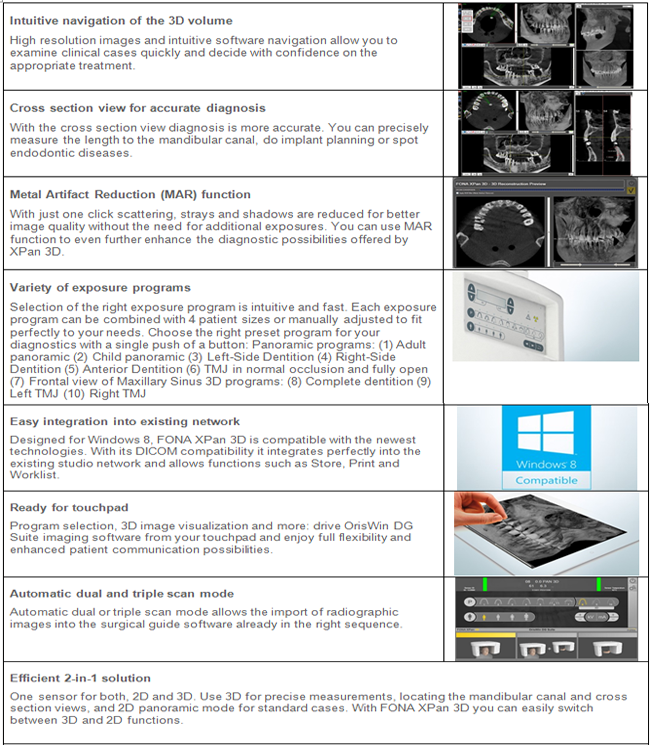 Intuitive navigation of the 3D volume
High resolution images and intuitive software navigation allow you to
examine clinical cases quickly and decide with confidence on the
appropriate treatment.
Cross section view for accurate diagnosis
With the cross section view diagnosis is more accurate. You can precisely
measure the length to the mandibular canal, do implant planning or spot
endodontic diseases.
Metal Artifact Reduction (MAR) function
With just one click scattering, strays and shadows are reduced for better
image quality without the need for additional exposures. You can use MAR
function to even further enhance the diagnostic possibilities offered by
XPan 3D.
FONA XPan 3D - 3D Reconstruction Preview
Variety of exposure programs
Selection of the right exposure program is intuitive and fast. Each exposure
program can be combined with 4 patient sizes or manually adjusted to fit
perfectly to your needs. Choose the right preset program for your
diagnostics with a single push of a button: Panoramic programs: (1) Adult
panoramic (2) Child panoramic (3) Left-Side Dentition (4) Right-Side
Dentition (5) Anterior Dentition (6) TMJ in normal occlusion and fully open
(7) Frontal view of Maxillary Sinus 3D programs: (8) Complete dentition (9)
Left TMJ (10) Right TMJ
Easy integration into existing network
Designed for Windows 8, FONA XPan 3D is compatible with the newest
technologies. With its DICOM compatibility it integrates perfectly into the
existing studio network and allows functions such as Store, Print and
Worklist.
Windows 8
Compatible
Ready for touchpad
Program selection, 3D image visualization and more: drive OrisWin DG
Suite imaging software from your touchpad and enjoy full flexibility and
enhanced patient communication possibilities.
Automatic dual and triple scan mode
Automatic dual or triple scan mode allows the import of radiographic
images into the surgical guide software already in the right sequence.
Efficient 2-in-1 solution
One sensor for both, 2D and 3D. Use 3D for precise measurements, locating the mandibular canal and cross
section views, and 2D panoramic mode for standard cases. With FONA XPan 3D you can easily switch
between 3D and 2D functions.